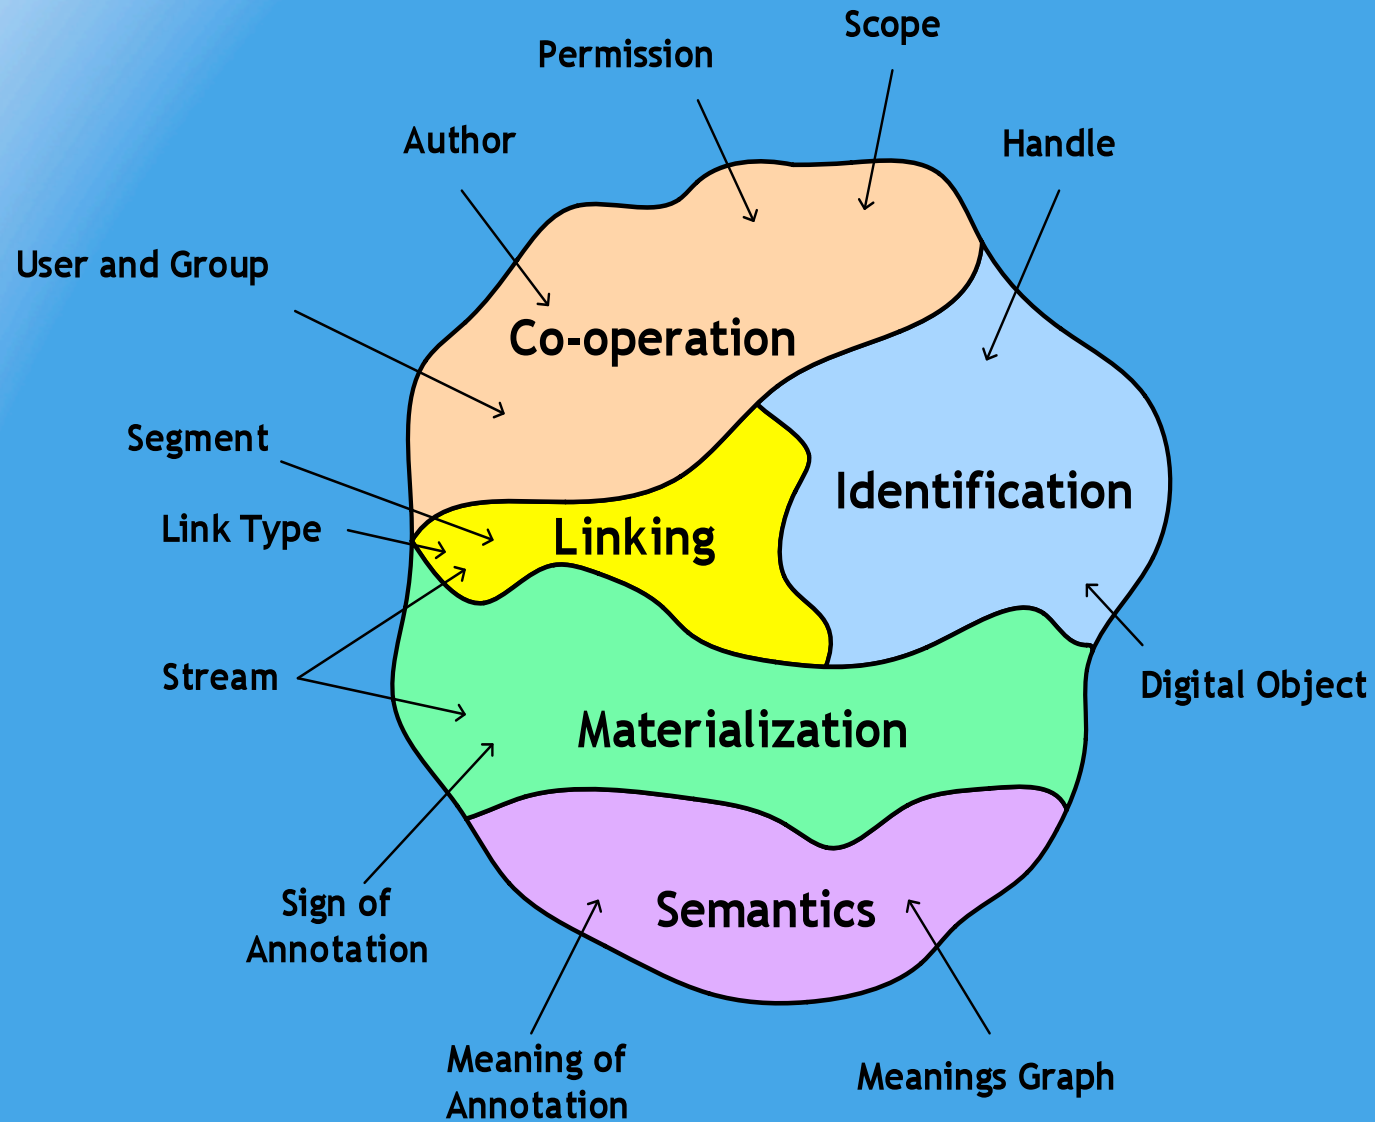 Scope
Permission
Author
Handle
User and Group
Co-operation
Segment
Identification
Link Type
Linking
Stream
Digital Object
Materialization
Sign of
Annotation
Semantics
Meaning of
Annotation
Meanings Graph